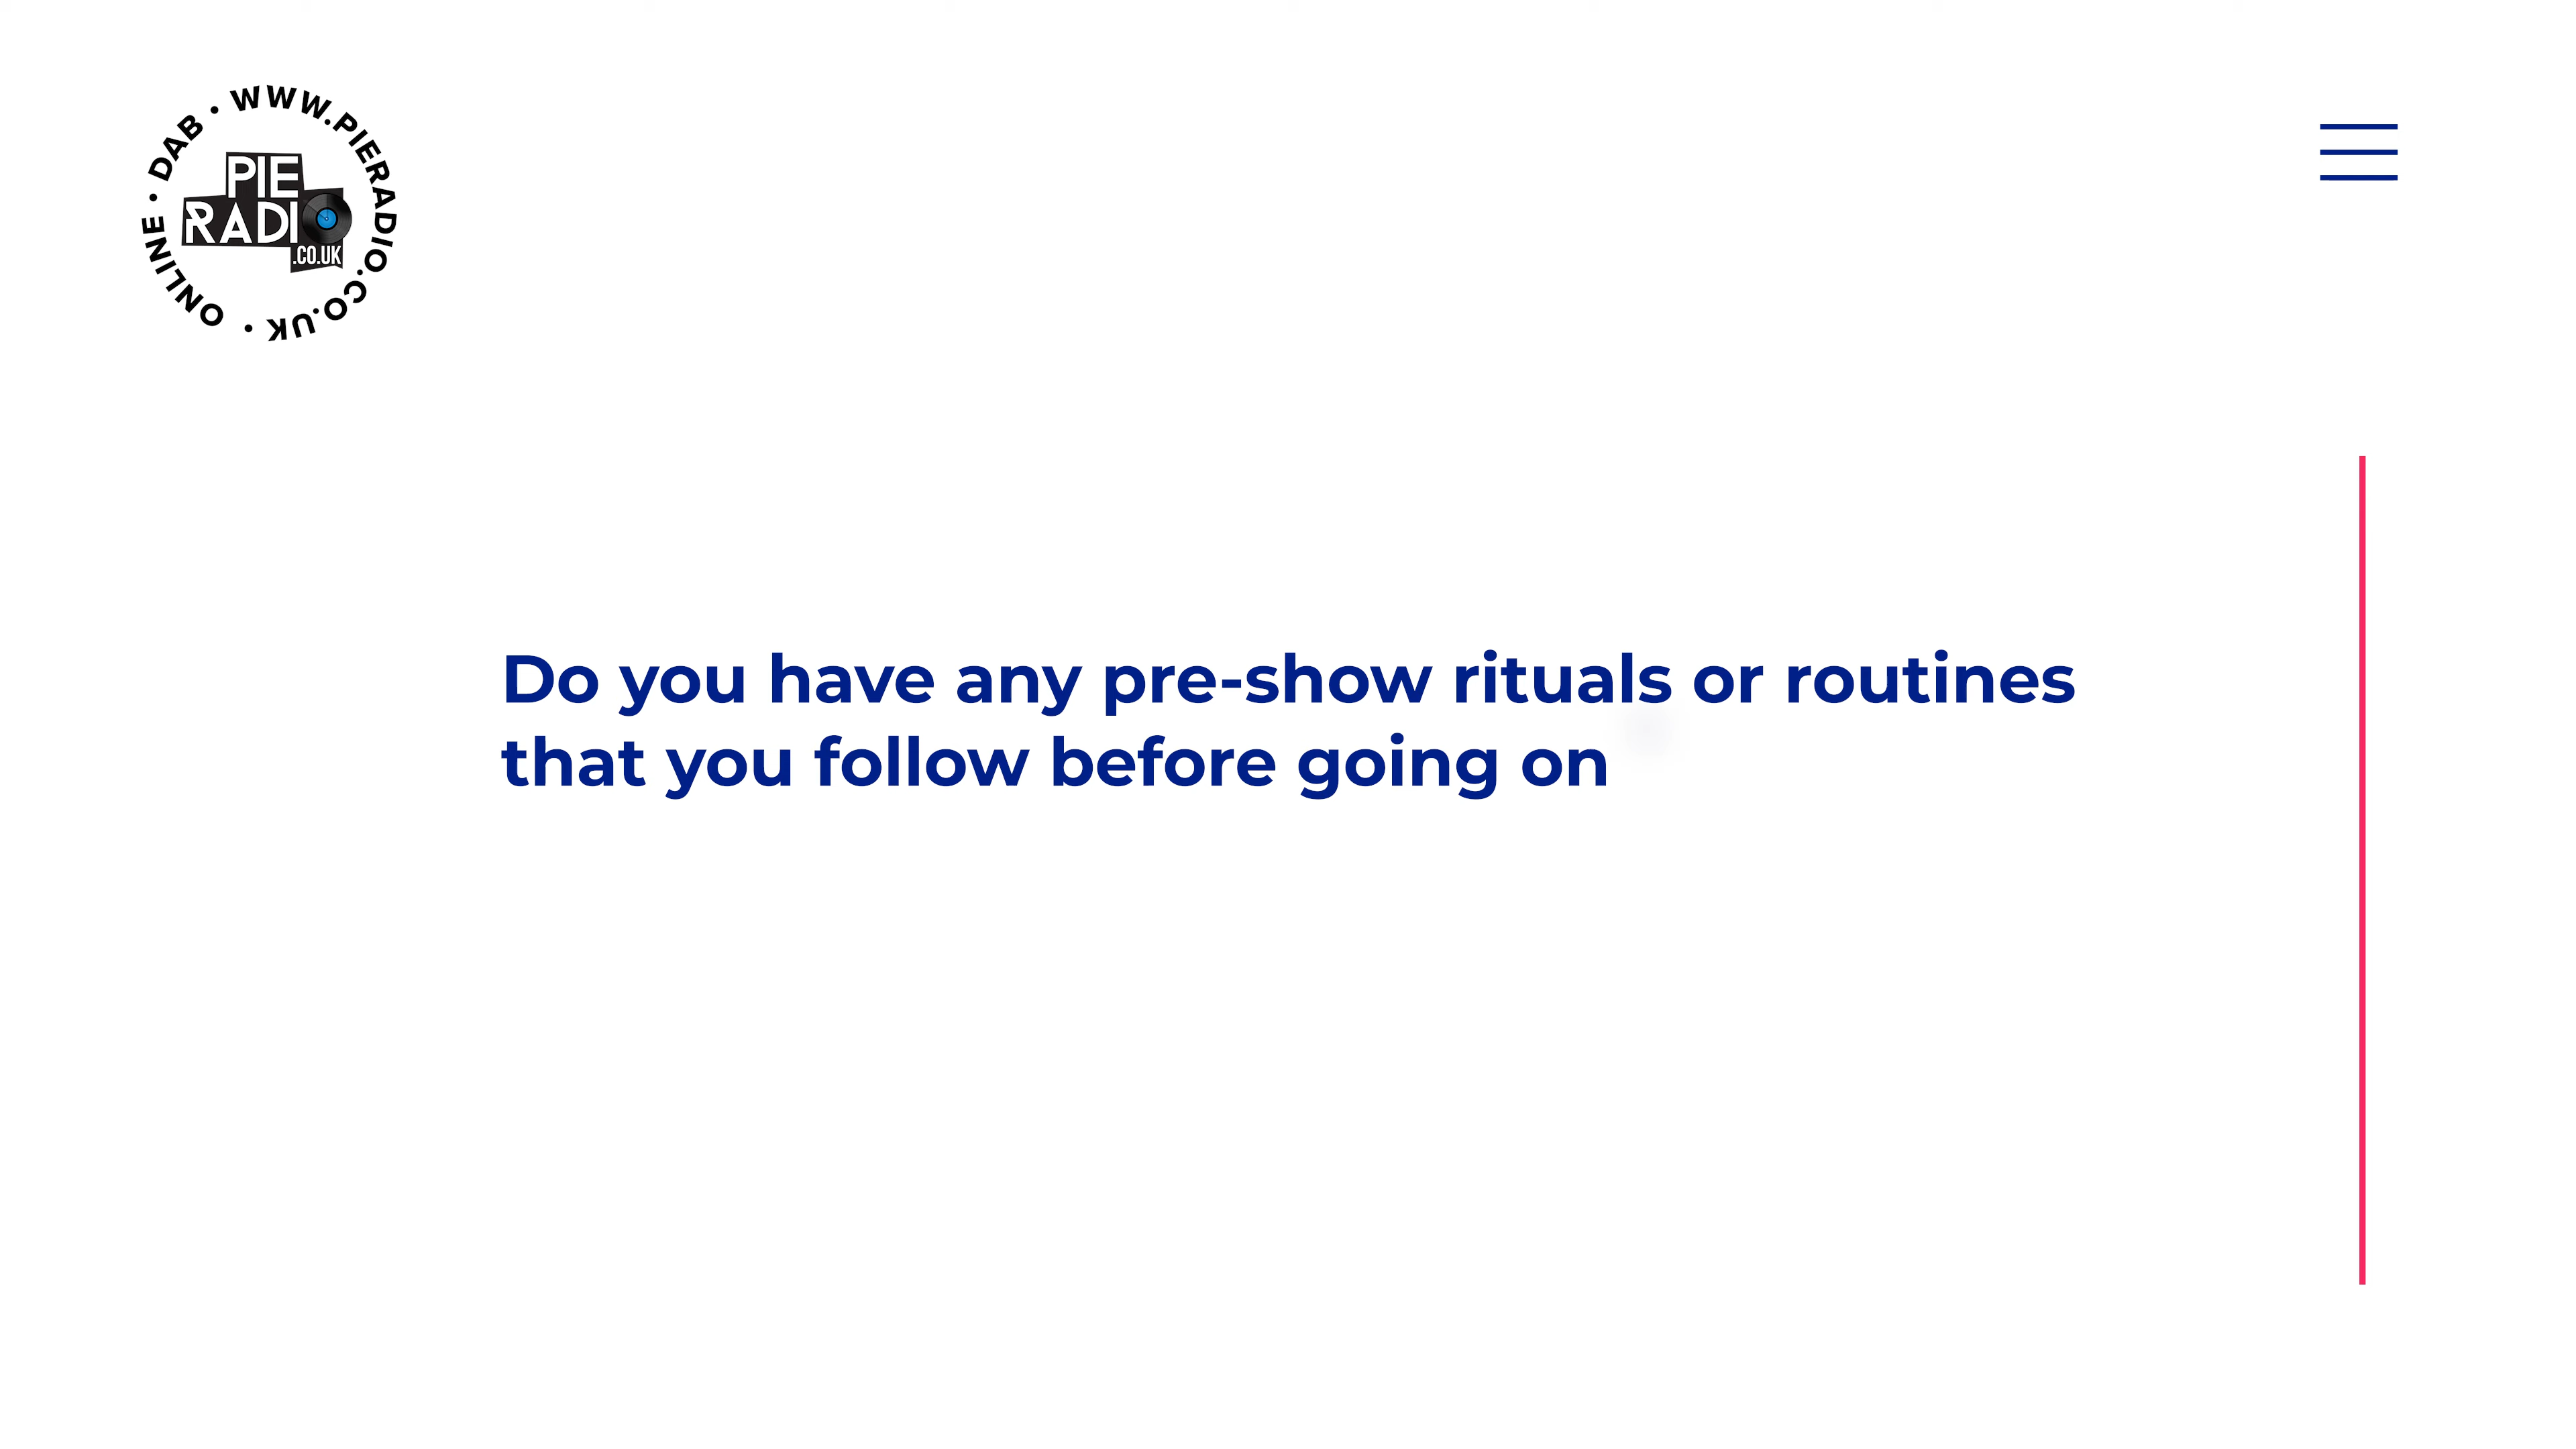 ONLINE • DAB • WWW.PIERADIO.CO.UK •
PIE
RADIO
.CO.UK
Do you have any pre-show rituals or routines
that you follow before going on